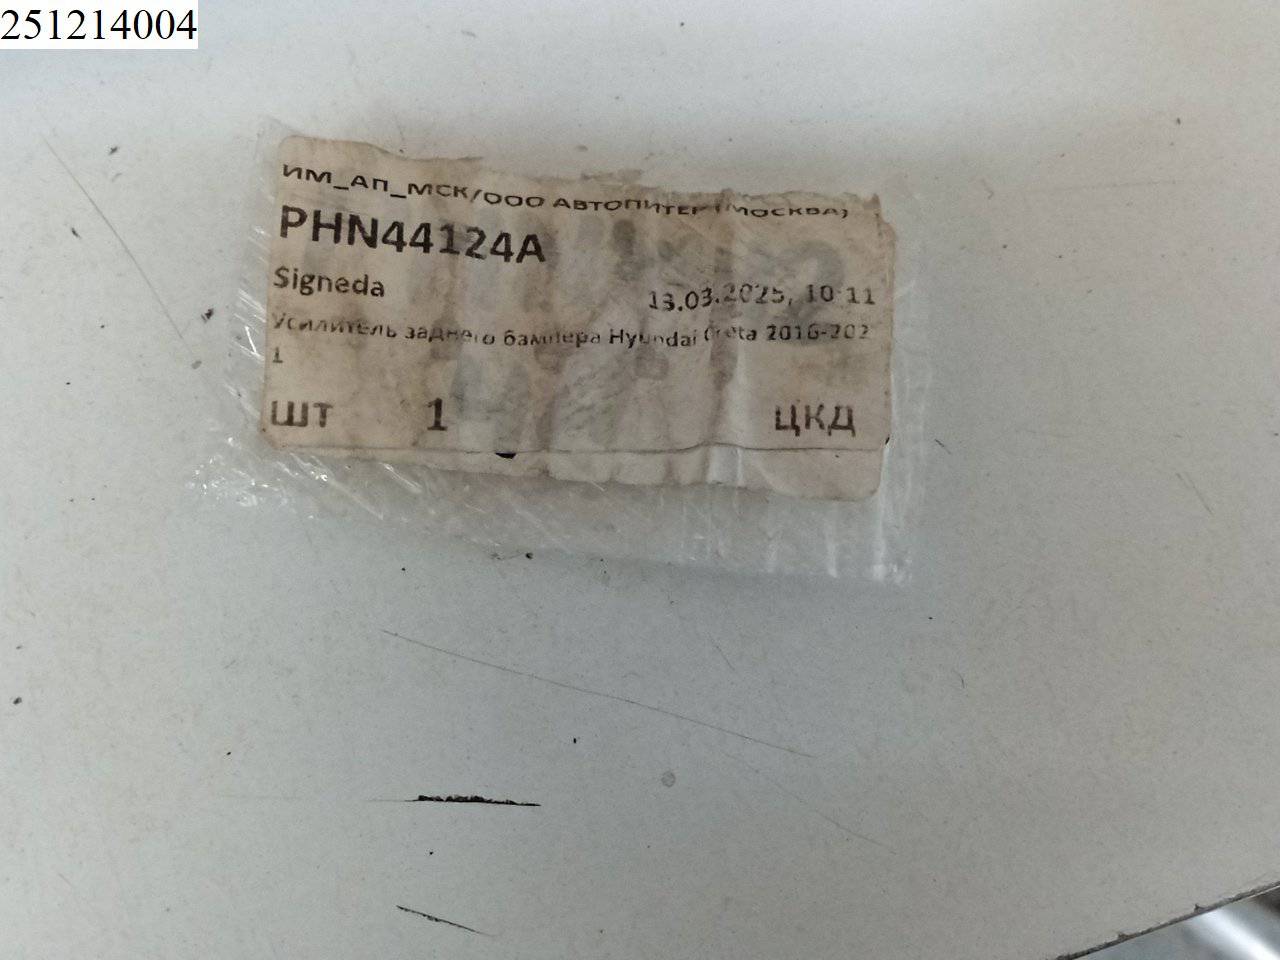 251214004
ИМ_АП_МСК/ООО АВТОПИТЕР (МОСКВА)
PHN44124A
Signeda
13.03.2025, 10:11
Усилитель заднего бампера Hyundai Creta 2016-202
1
ШТ 1 ЦКД